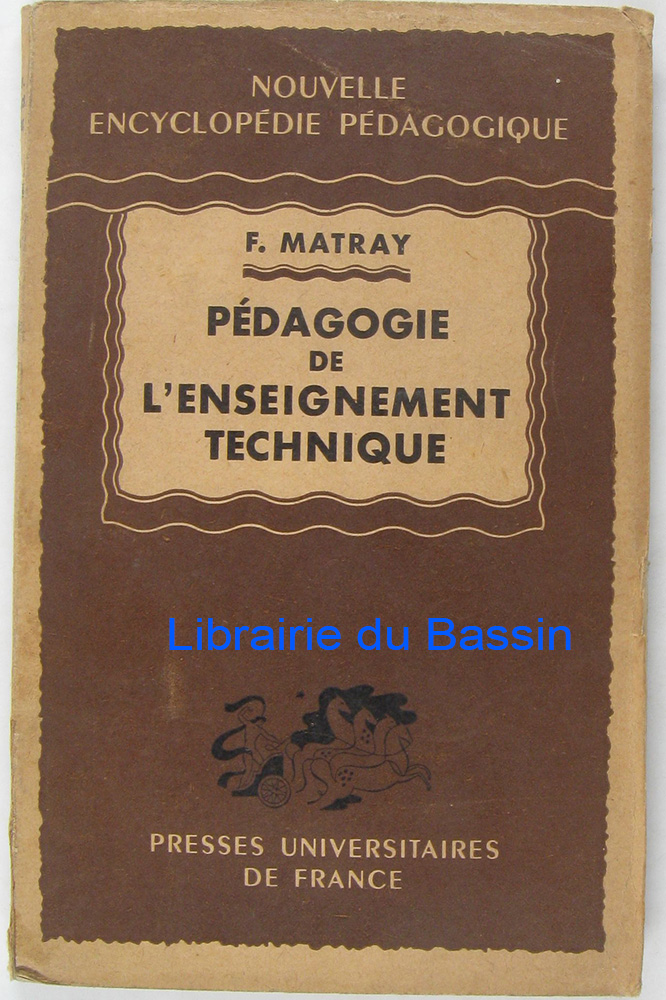 NOUVELLE
ENCYCLOPÉDIE PÉDAGOGIQUE
F. MATRAY
PÉDAGOGIE
DE
L'ENSEIGNEMENT
TECHNIQUE
Librairie du Bassin
PRESSES UNIVERSITAIRES
DE FRANCE